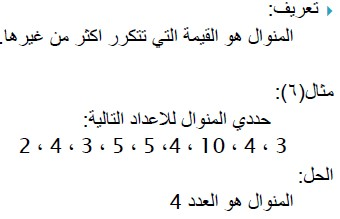 تعريف:
المنوال هو القيمة التي تتكرر اكثر من غيرها.
مثال(٦):
حددي المنوال للاعداد التالية:
3 ، 4 ، 10 ، 4، 5 ، 5 ، 3 ، 4 ، 2
الحل:
المنوال هو العدد 4